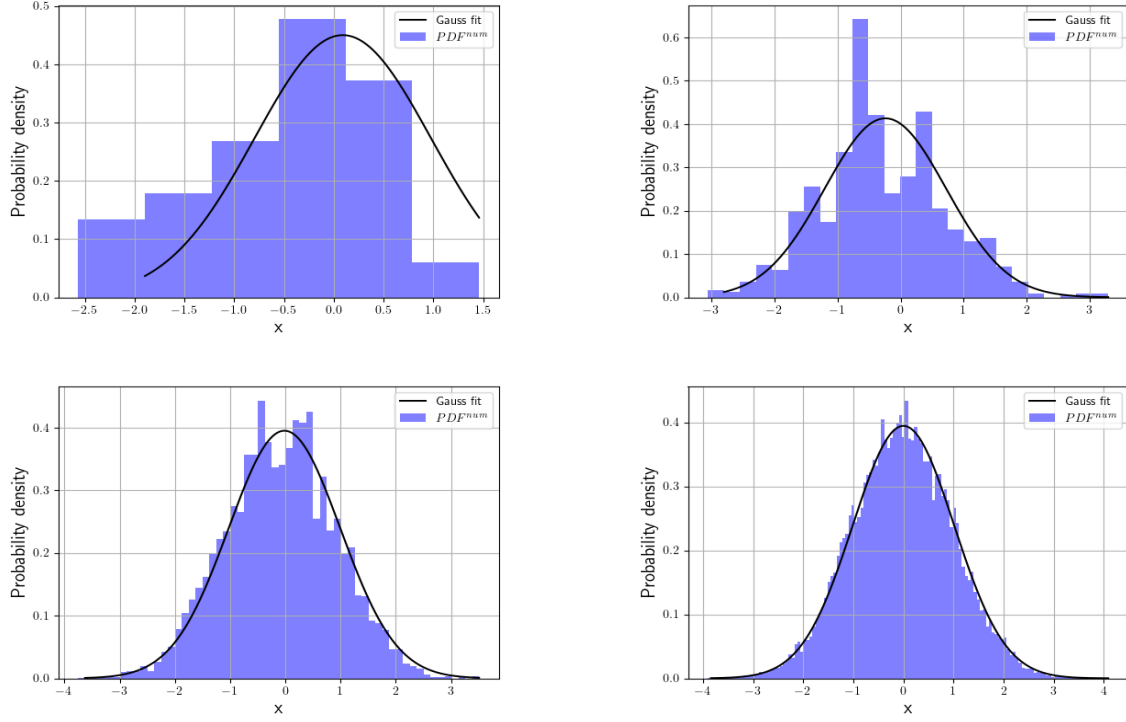 Gauss fit
PDF^{num}
Probability density
0.5
0.4
0.3
0.2
0.1
0.0
−2.5 −2.0 −1.5 −1.0 −0.5 0.0 0.5 1.0 1.5
x
Gauss fit
PDF^{num}
Probability density
0.6
0.5
0.4
0.3
0.2
0.1
0.0
−3 −2 −1 0 1 2 3
x
Gauss fit
PDF^{num}
Probability density
0.4
0.3
0.2
0.1
0.0
−4 −3 −2 −1 0 1 2 3
x
Gauss fit
PDF^{num}
Probability density
0.4
0.3
0.2
0.1
0.0
−4 −3 −2 −1 0 1 2 3 4
x